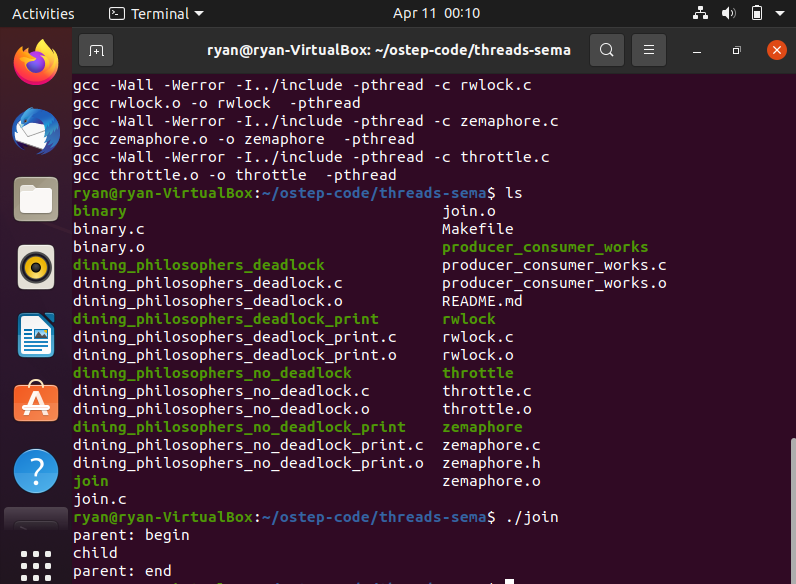 Activities Terminal Apr 11 00:10
ryan@ryan-VirtualBox: ~/ostep-code/threads-sema
gcc -Wall -Werror -I../include -pthread -c rwlock.c
gcc rwlock.o -o rwlock  -pthread
gcc -Wall -Werror -I../include -pthread -c zemaphore.c
gcc zemaphore.o -o zemaphore  -pthread
gcc -Wall -Werror -I../include -pthread -c throttle.c
gcc throttle.o -o throttle  -pthread
ryan@ryan-VirtualBox:~/ostep-code/threads-sema$ ls
binary join.o
binary.c Makefile
binary.o producer_consumer_works
dining_philosophers_deadlock producer_consumer_works.c
dining_philosophers_deadlock.c producer_consumer_works.o
dining_philosophers_deadlock.o README.md
dining_philosophers_deadlock_print rwlock
dining_philosophers_deadlock_print.c rwlock.c
dining_philosophers_deadlock_print.o rwlock.o
dining_philosophers_no_deadlock throttle
dining_philosophers_no_deadlock.c throttle.c
dining_philosophers_no_deadlock.o throttle.o
dining_philosophers_no_deadlock_print zemaphore
dining_philosophers_no_deadlock_print.c zemaphore.c
dining_philosophers_no_deadlock_print.o zemaphore.h
join zemaphore.o
join.c
ryan@ryan-VirtualBox:~/ostep-code/threads-sema$ ./join
parent: begin
child
parent: end